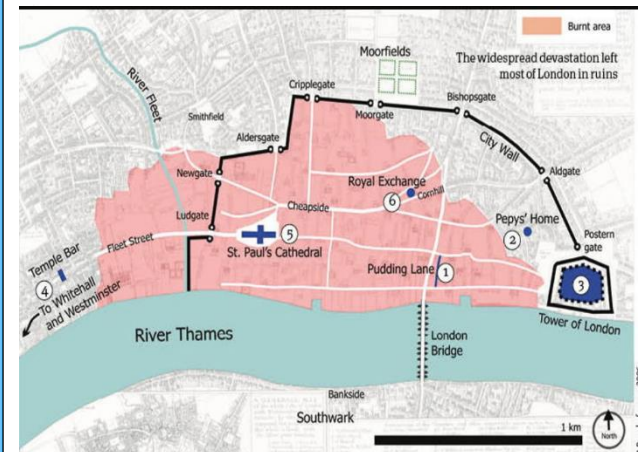 Burnt area
The widespread devastation left
most of London in ruins
Moorfields
River Fleet
Smithfield
Cripplegate
Moorgate
Bishopsgate
City Wall
Aldersgate
Aldgate
Newgate
Royal Exchange
6
Cornhill
Cheapside
Ludgate
Pepys' Home
2
Postern
gate
Fleet Street
5
St. Paul's Cathedral
Temple Bar
4
Pudding Lane
1
3
To Whitehall
and Westminster
Tower of London
River Thames
London
Bridge
Bankside
Southwark
1 km
North